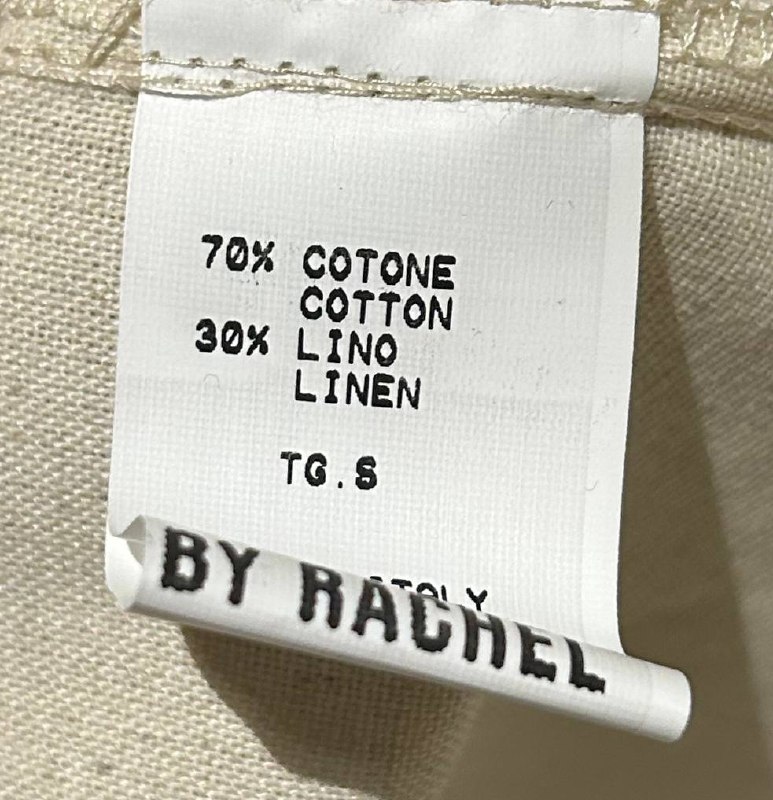 70% COTONE
COTTON
30% LINO
LINEN
TG.S
BY RACHEL